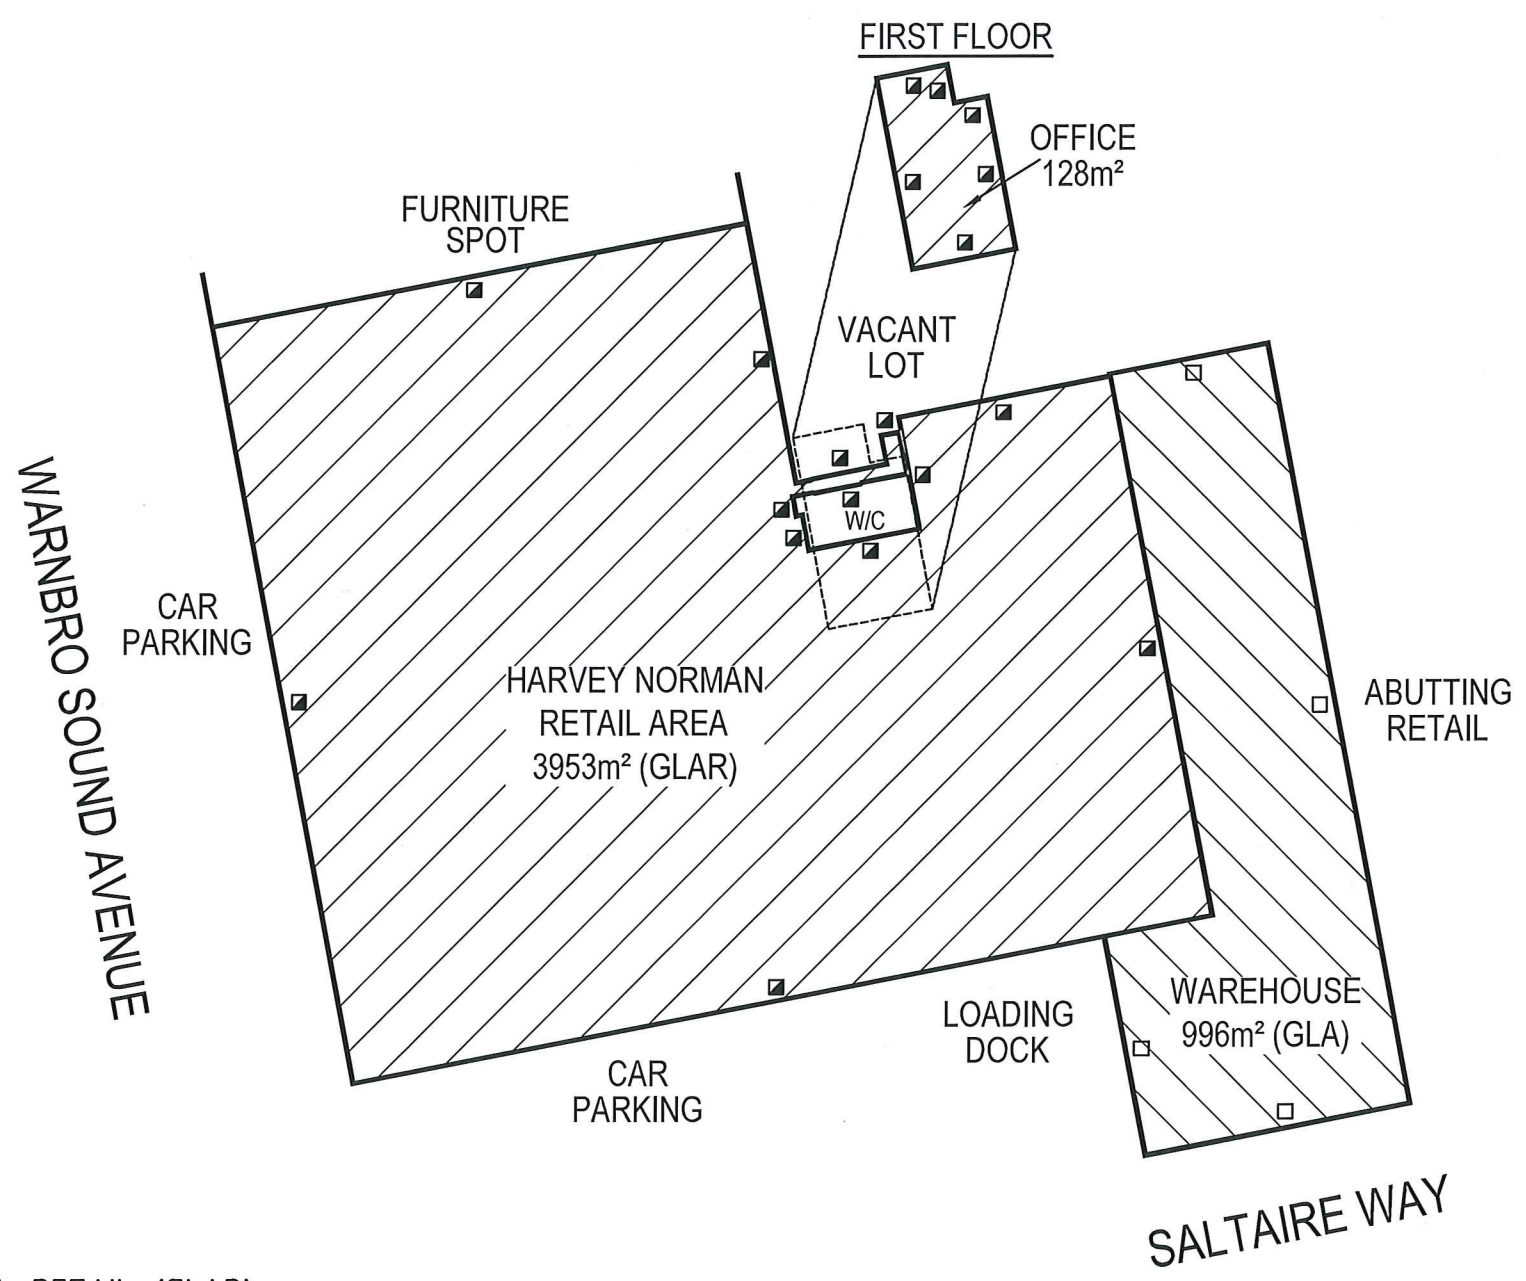 FIRST FLOOR
OFFICE
128m²
FURNITURE
SPOT
VACANT
LOT
W/C
WARNBRO SOUND AVENUE
CAR
PARKING
HARVEY NORMAN
RETAIL AREA
3953m² (GLAR)
ABUTTING
RETAIL
WAREHOUSE
996m² (GLA)
LOADING
DOCK
CAR
PARKING
SALTAIRE WAY